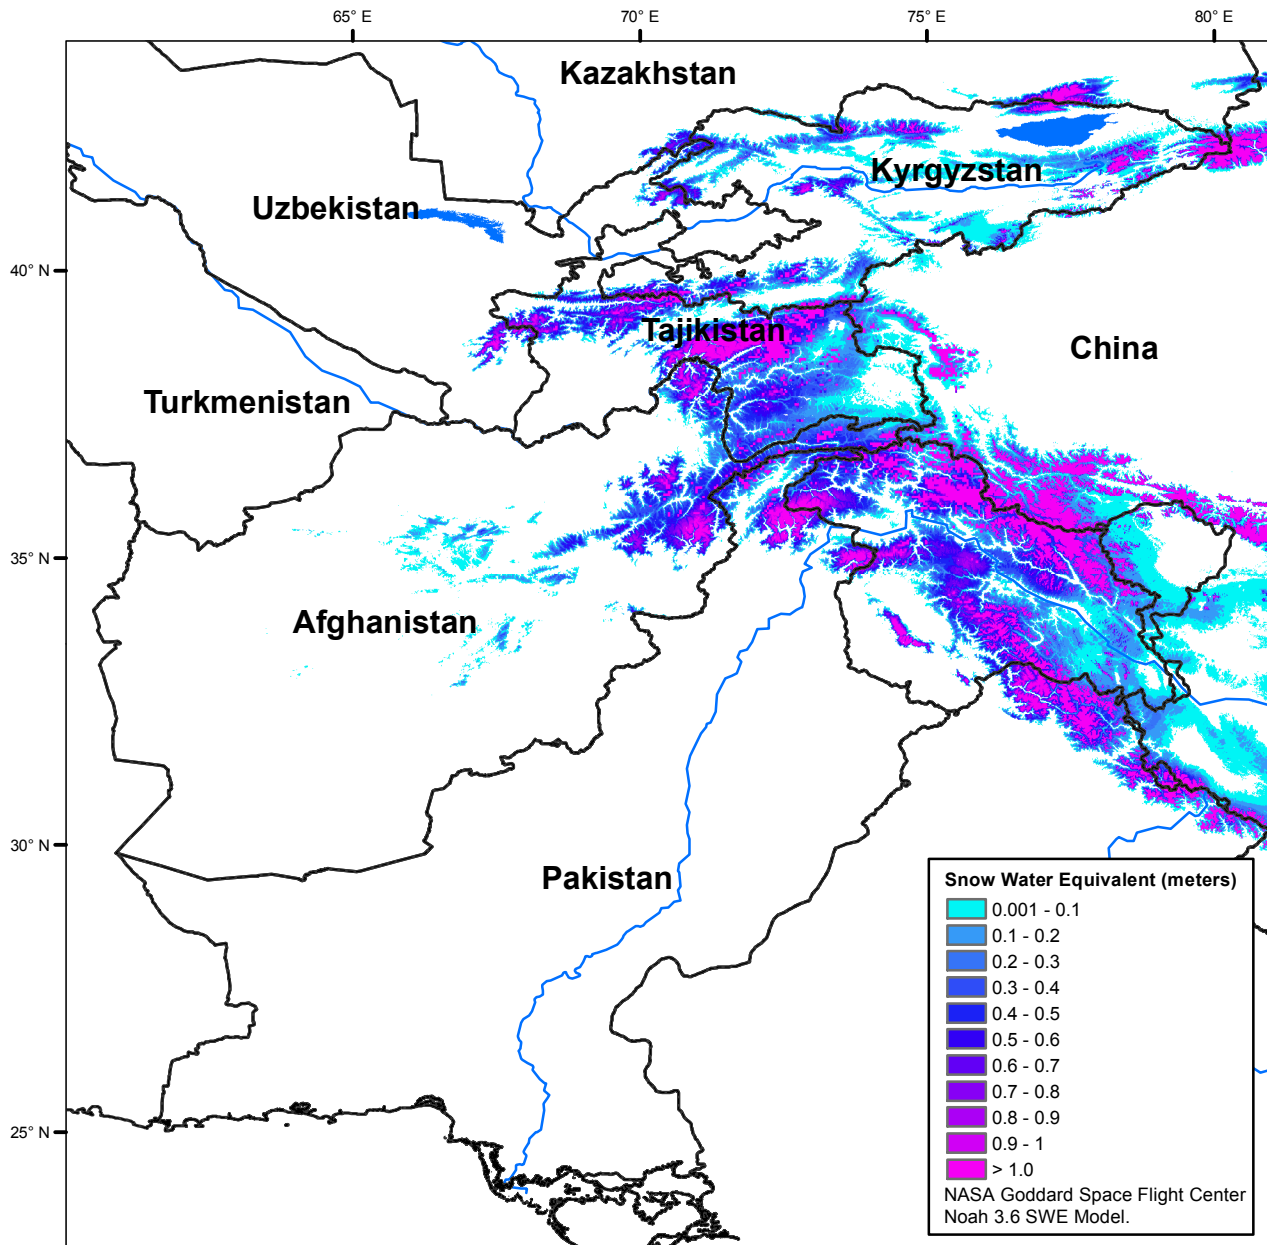 65° E
70° E
75° E
80° E
Kazakhstan
Kyrgyzstan
Uzbekistan
40° N
Tajikistan
China
Turkmenistan
35° N
Afghanistan
30° N
Pakistan
25° N
Snow Water Equivalent (meters)
0.001 - 0.1
0.1 - 0.2
0.2 - 0.3
0.3 - 0.4
0.4 - 0.5
0.5 - 0.6
0.6 - 0.7
0.7 - 0.8
0.8 - 0.9
0.9 - 1
> 1.0
NASA Goddard Space Flight Center
Noah 3.6 SWE Model.